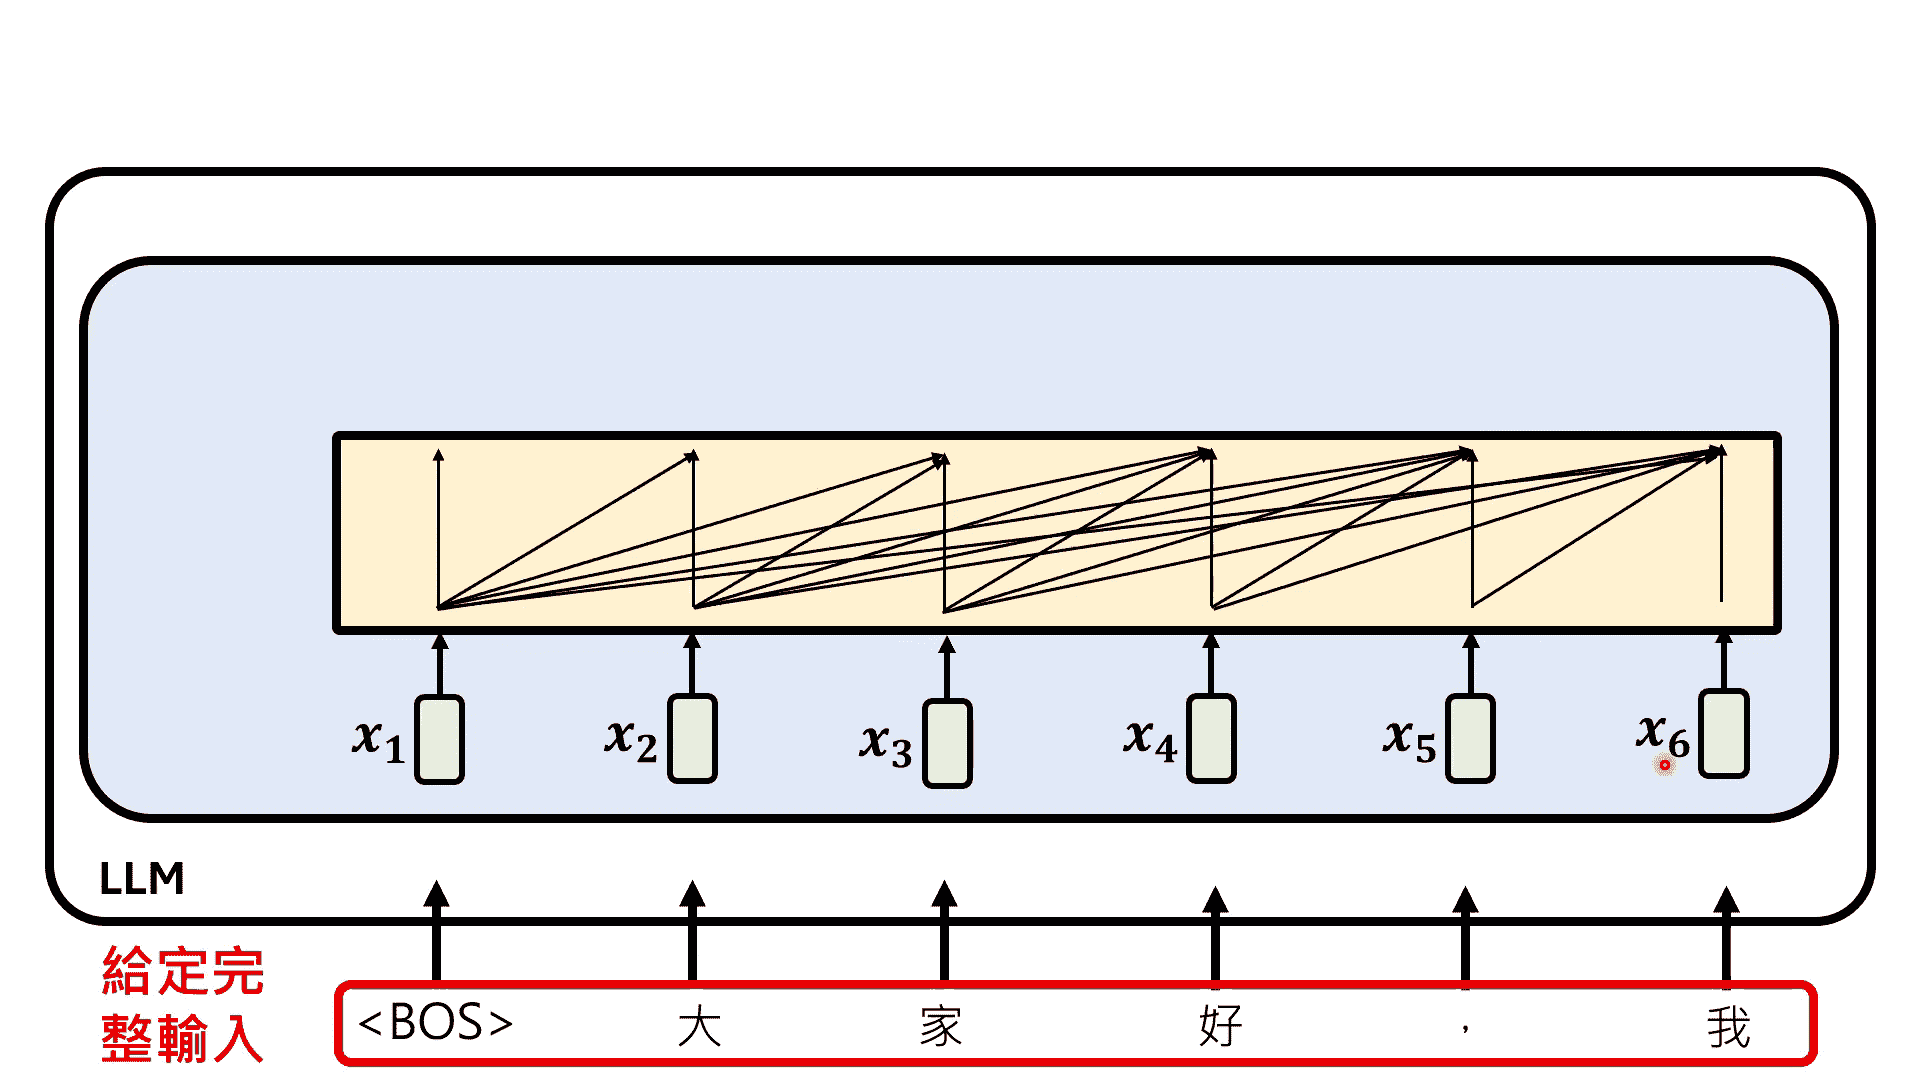 x₁ x₂ x₃ x₄ x₅ x₆
LLM
給定完
整輸入
<BOS> 大 家 好 , 我